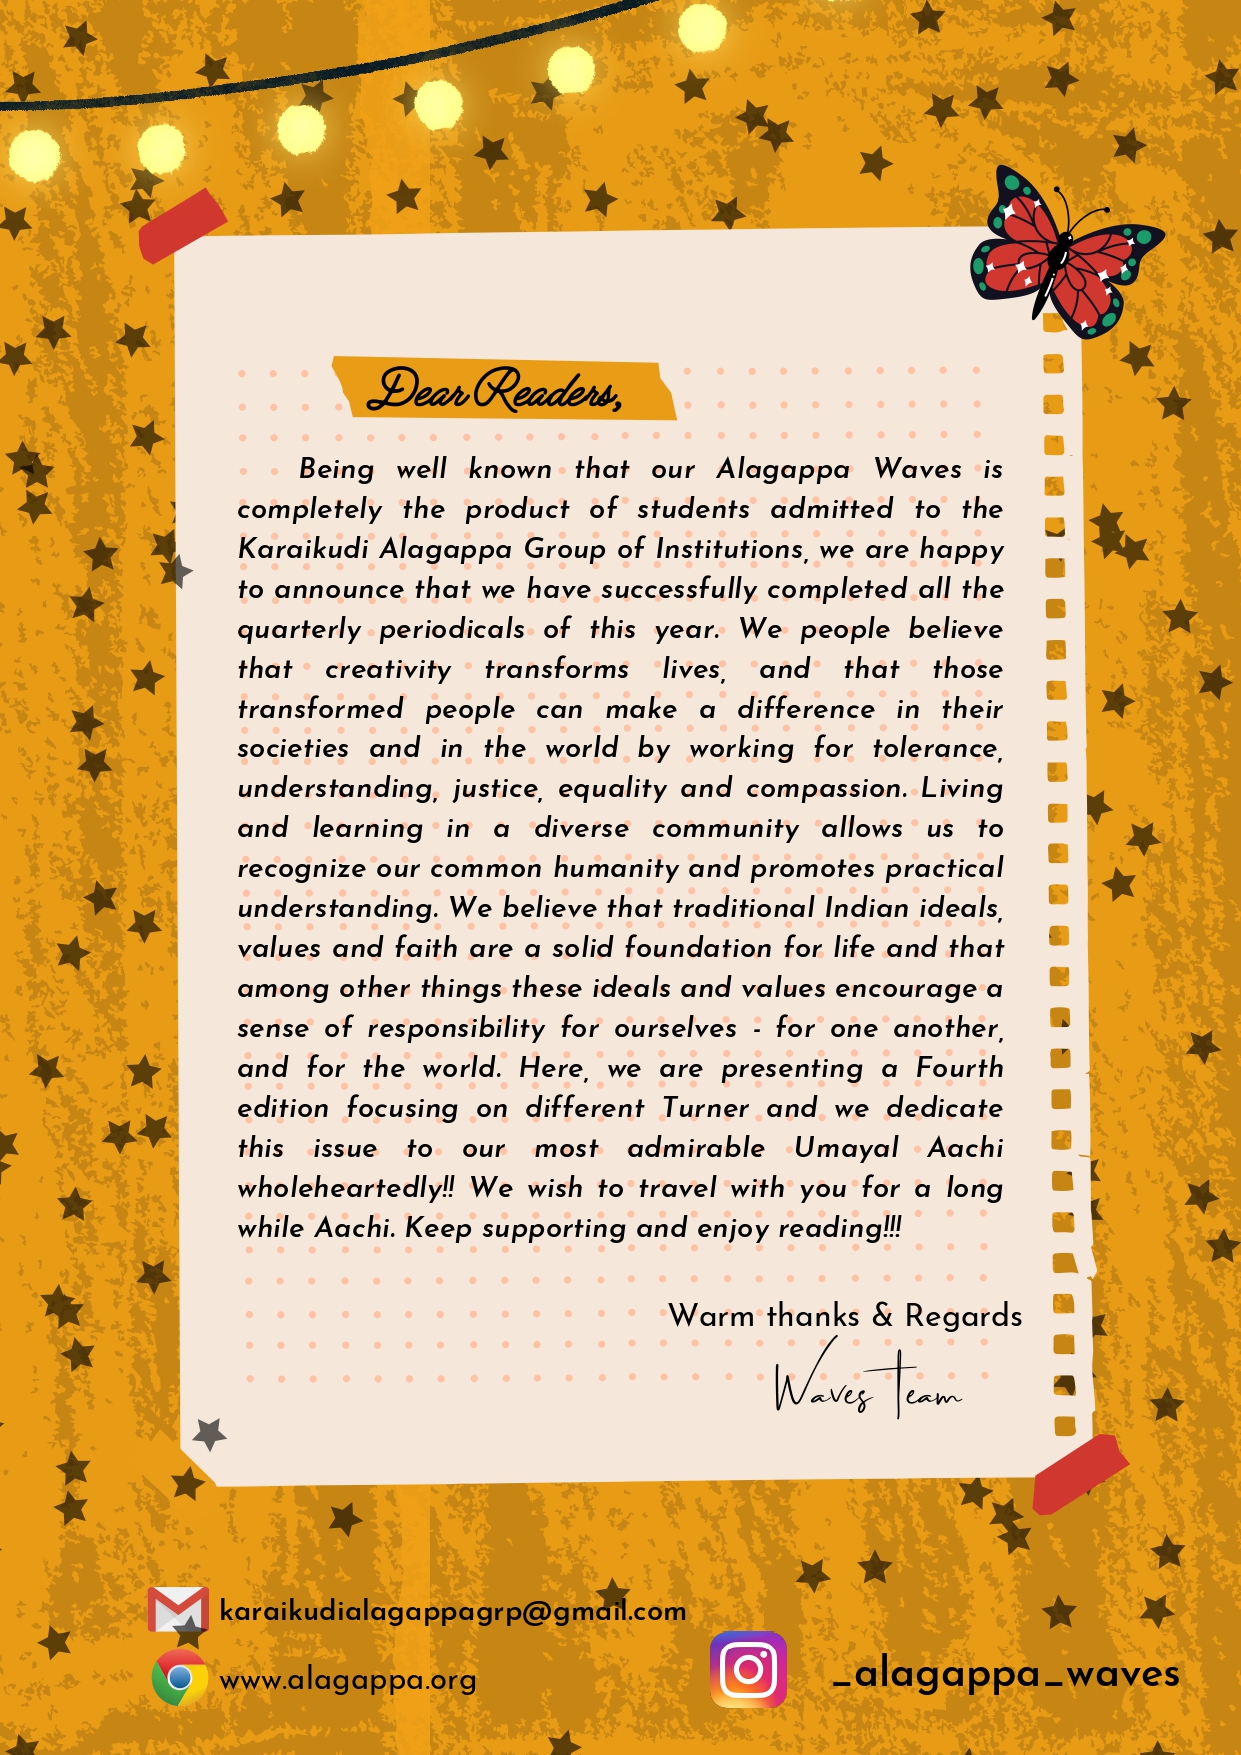 Dear Readers,
Being well known that our Alagappa Waves is
completely the product of students admitted to the
Karaikudi Alagappa Group of Institutions, we are happy
to announce that we have successfully completed all the
quarterly periodicals of this year. We people believe
that creativity transforms lives, and that those
transformed people can make a difference in their
societies and in the world by working for tolerance,
understanding, justice, equality and compassion. Living
and learning in a diverse community allows us to
recognize our common humanity and promotes practical
understanding. We believe that traditional Indian ideals,
values and faith are a solid foundation for life and that
among other things these ideals and values encourage a
sense of responsibility for ourselves - for one another,
and for the world. Here, we are presenting a Fourth
edition focusing on different Turner and we dedicate
this issue to our most admirable Umayal Aachi
wholeheartedly!! We wish to travel with you for a long
while Aachi. Keep supporting and enjoy reading!!!
Warm thanks & Regards
Waves Team
karaikudialagappagrp@gmail.com
www.alagappa.org
_alagappa_waves